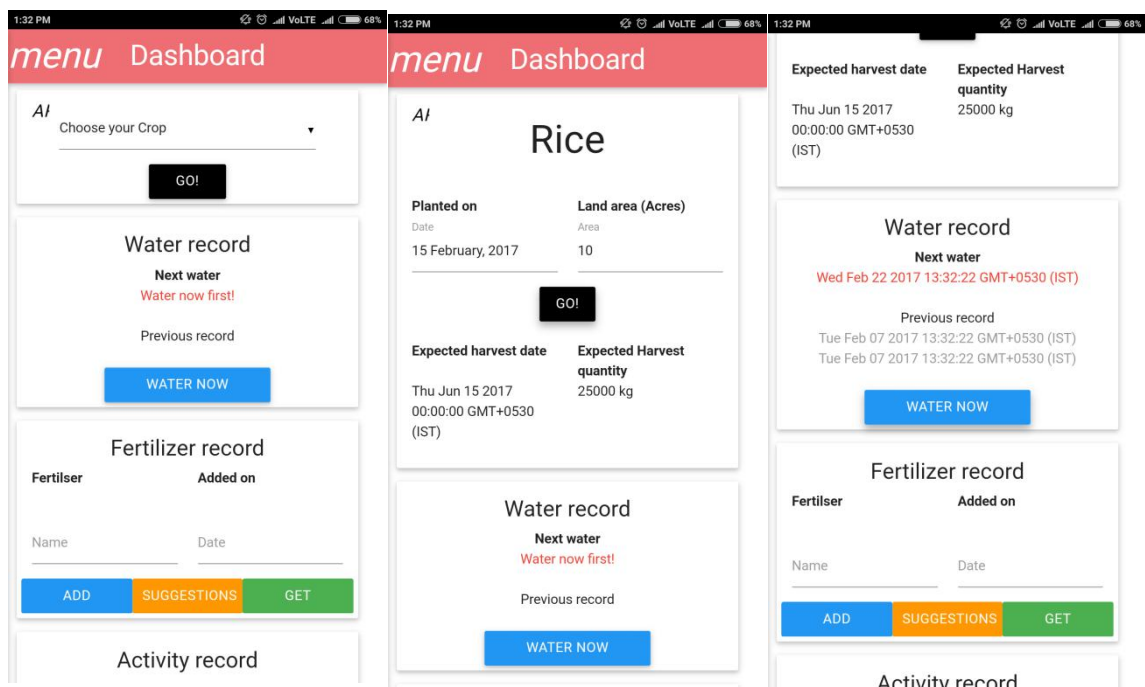 1:32 PM VoLTE 68%
menu Dashboard
Choose your Crop
GO!
Water record
Next water
Water now first!
Previous record
WATER NOW
Fertilizer record
Fertilser Added on
Name Date
ADD SUGGESTIONS GET
Activity record
1:32 PM VoLTE 68%
menu Dashboard
Rice
Planted on Land area (Acres)
Date Area
15 February, 2017 10
GO!
Expected harvest date Expected Harvest
quantity
Thu Jun 15 2017 25000 kg
00:00:00 GMT+0530
(IST)
Water record
Next water
Water now first!
Previous record
WATER NOW
1:32 PM VoLTE 68%
Expected harvest date Expected Harvest
quantity
Thu Jun 15 2017 25000 kg
00:00:00 GMT+0530
(IST)
Water record
Next water
Wed Feb 22 2017 13:32:22 GMT+0530 (IST)
Previous record
Tue Feb 07 2017 13:32:22 GMT+0530 (IST)
Tue Feb 07 2017 13:32:22 GMT+0530 (IST)
WATER NOW
Fertilizer record
Fertilser Added on
Name Date
ADD SUGGESTIONS GET
Activity record